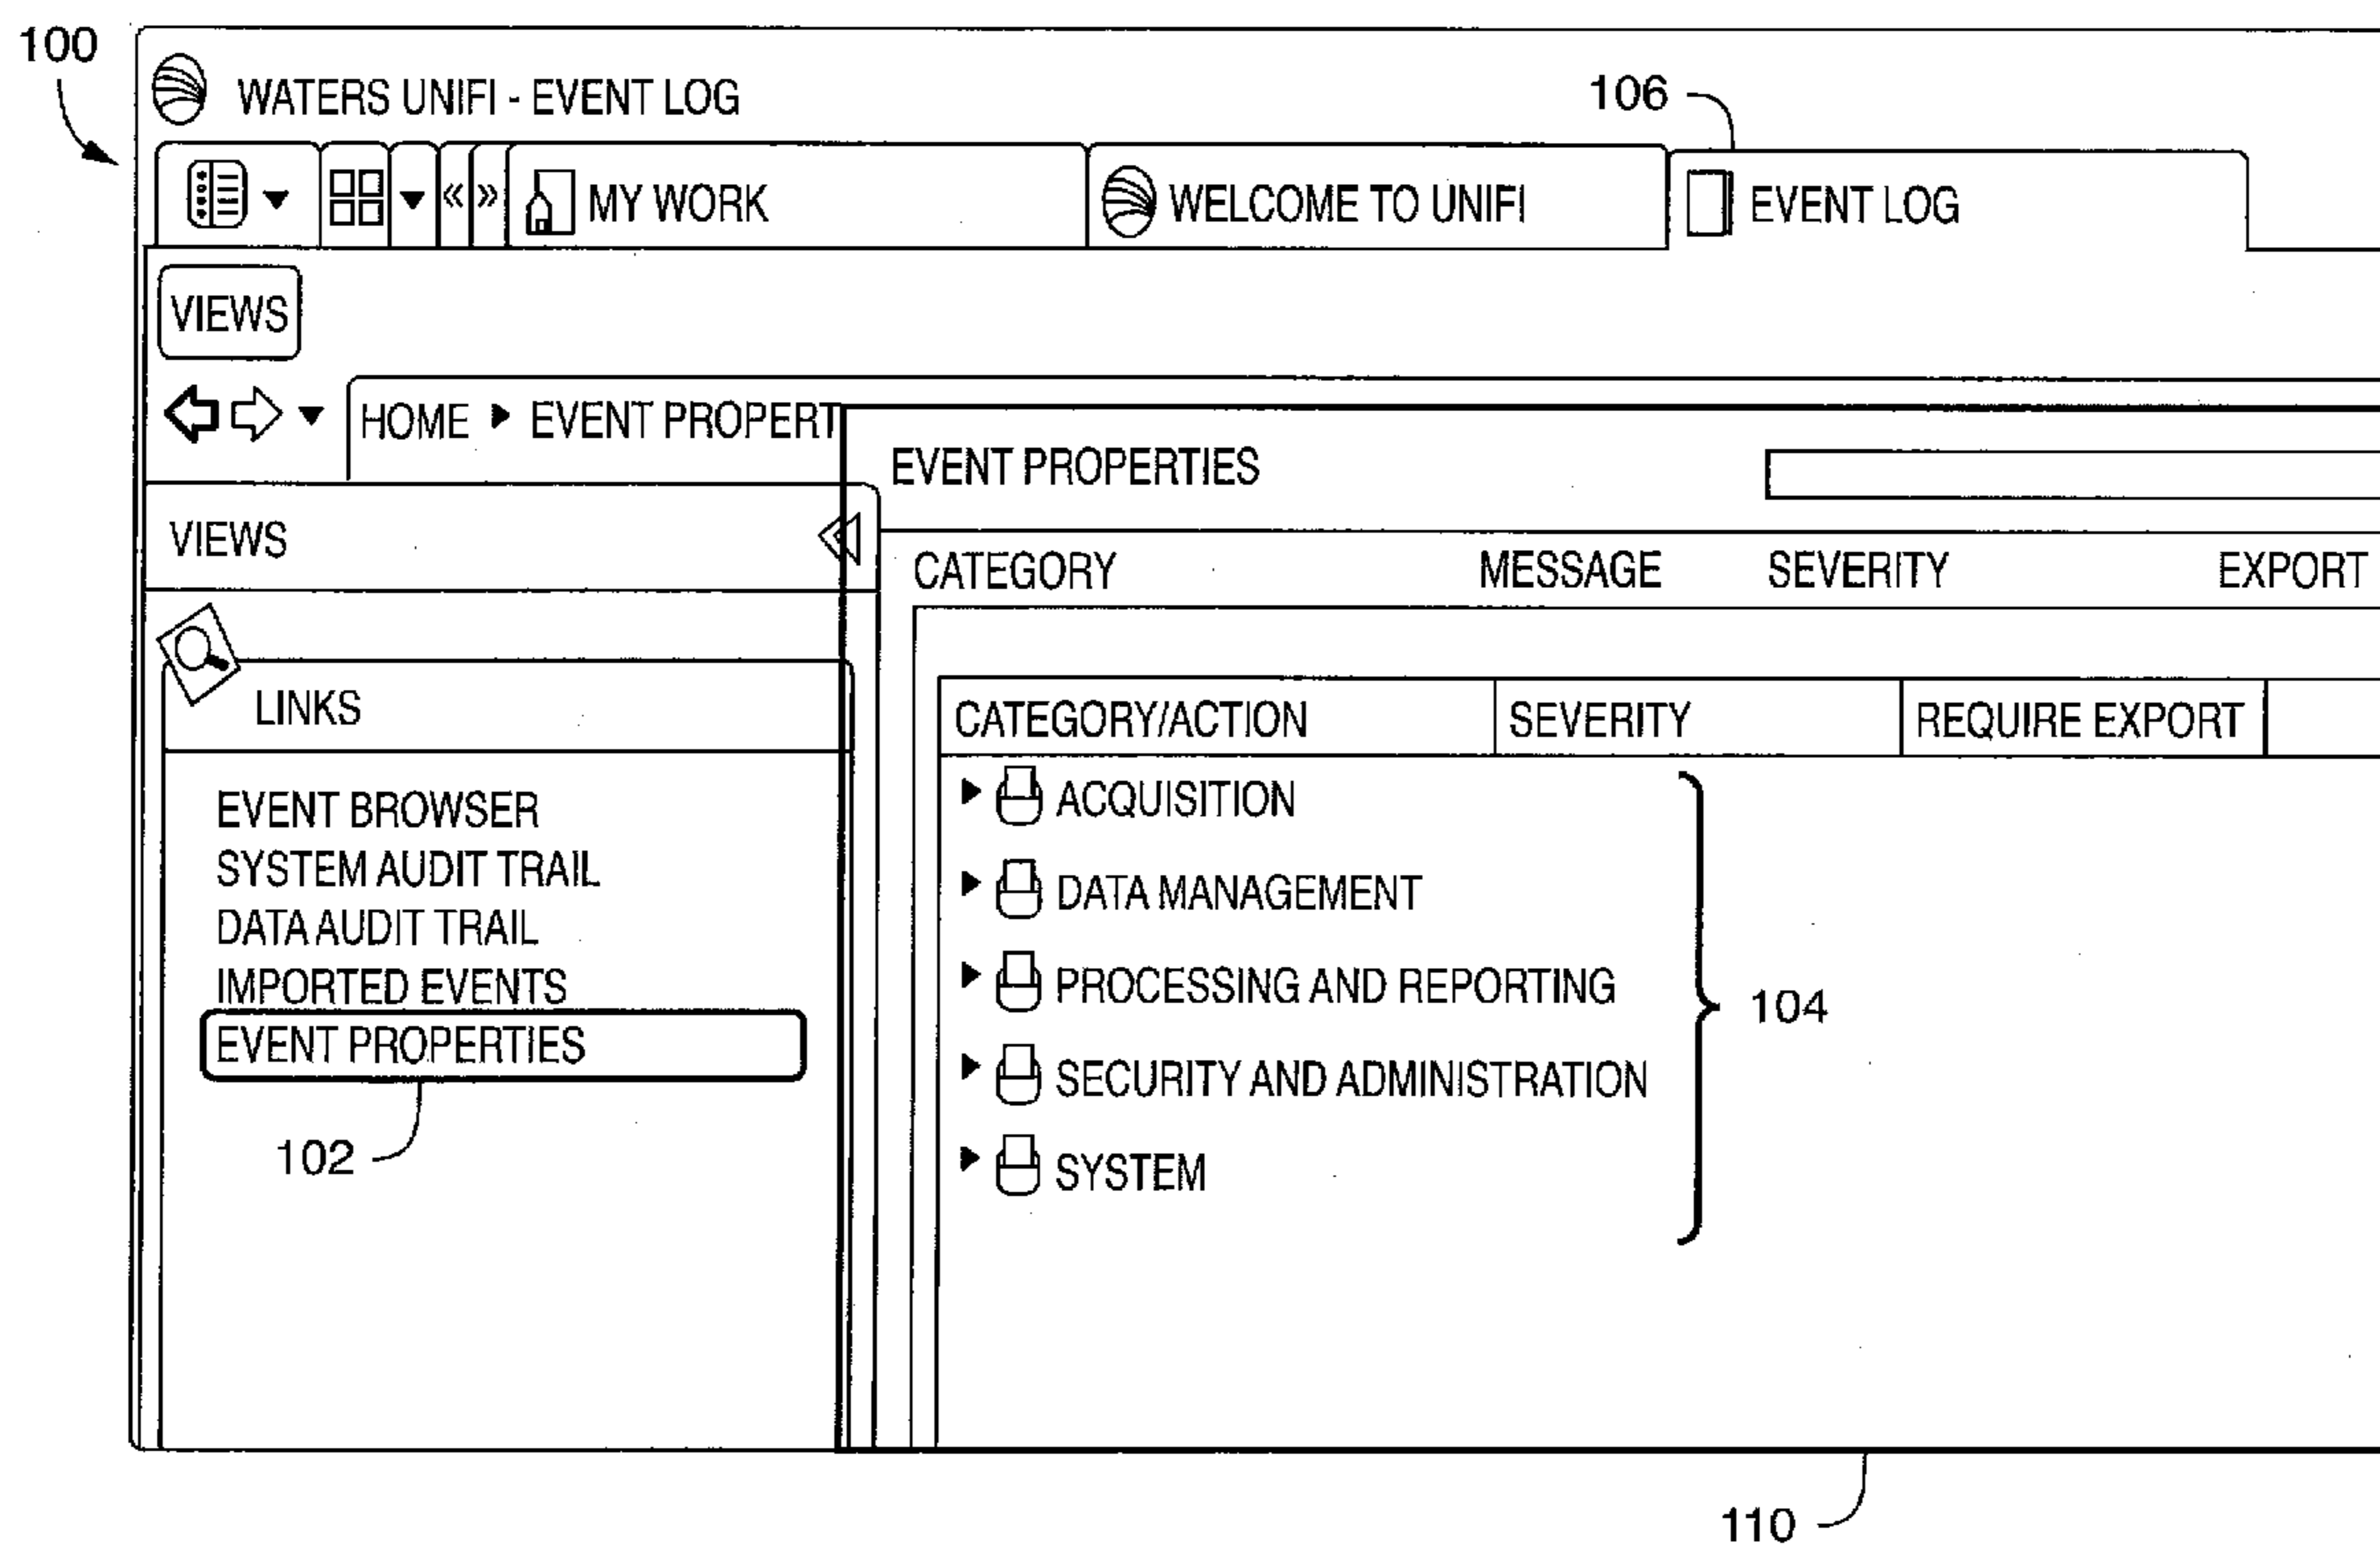 100
WATERS UNIFI - EVENT LOG
106
« » MY WORK WELCOME TO UNIFI EVENT LOG
VIEWS
HOME ▶ EVENT PROPERT
EVENT PROPERTIES
VIEWS
CATEGORY MESSAGE SEVERITY EXPORT
LINKS
CATEGORY/ACTION SEVERITY REQUIRE EXPORT
EVENT BROWSER
SYSTEM AUDIT TRAIL
DATA AUDIT TRAIL
IMPORTED EVENTS
EVENT PROPERTIES
102
ACQUISITION
DATA MANAGEMENT
PROCESSING AND REPORTING
SECURITY AND ADMINISTRATION
SYSTEM
104
110